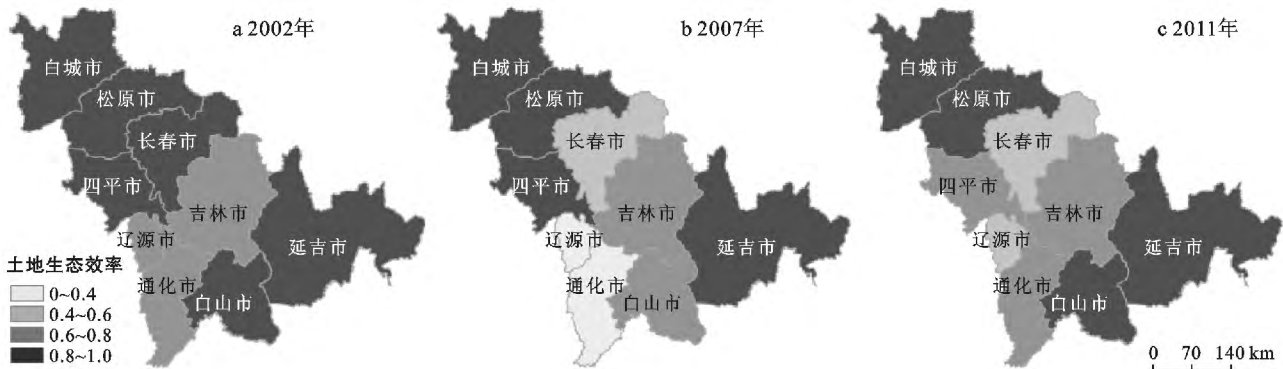 a 2002年
白城市
松原市
长春市
四平市
吉林市
辽源市
延吉市
通化市
白山市
土地生态效率
0~0.4
0.4~0.6
0.6~0.8
0.8~1.0
b 2007年
白城市
松原市
长春市
四平市
吉林市
辽源市
延吉市
通化市
白山市
c 2011年
白城市
松原市
长春市
四平市
吉林市
辽源市
延吉市
通化市
白山市
0 70 140 km